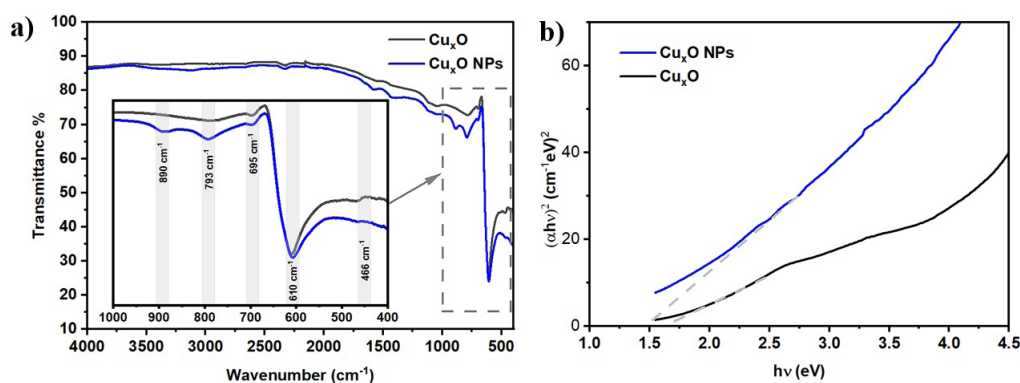 a)
Transmittance %
100
90
80
70
60
50
40
30
20
10
CuₓO
CuₓO NPs
890 cm⁻¹
793 cm⁻¹
695 cm⁻¹
610 cm⁻¹
466 cm⁻¹
1000 900 800 700 600 500 400
4000 3500 3000 2500 2000 1500 1000 500
Wavenumber (cm⁻¹)
b)
(αhν)² (cm⁻¹eV)²
60
40
20
0
CuₓO NPs
CuₓO
1.0 1.5 2.0 2.5 3.0 3.5 4.0 4.5
hν (eV)